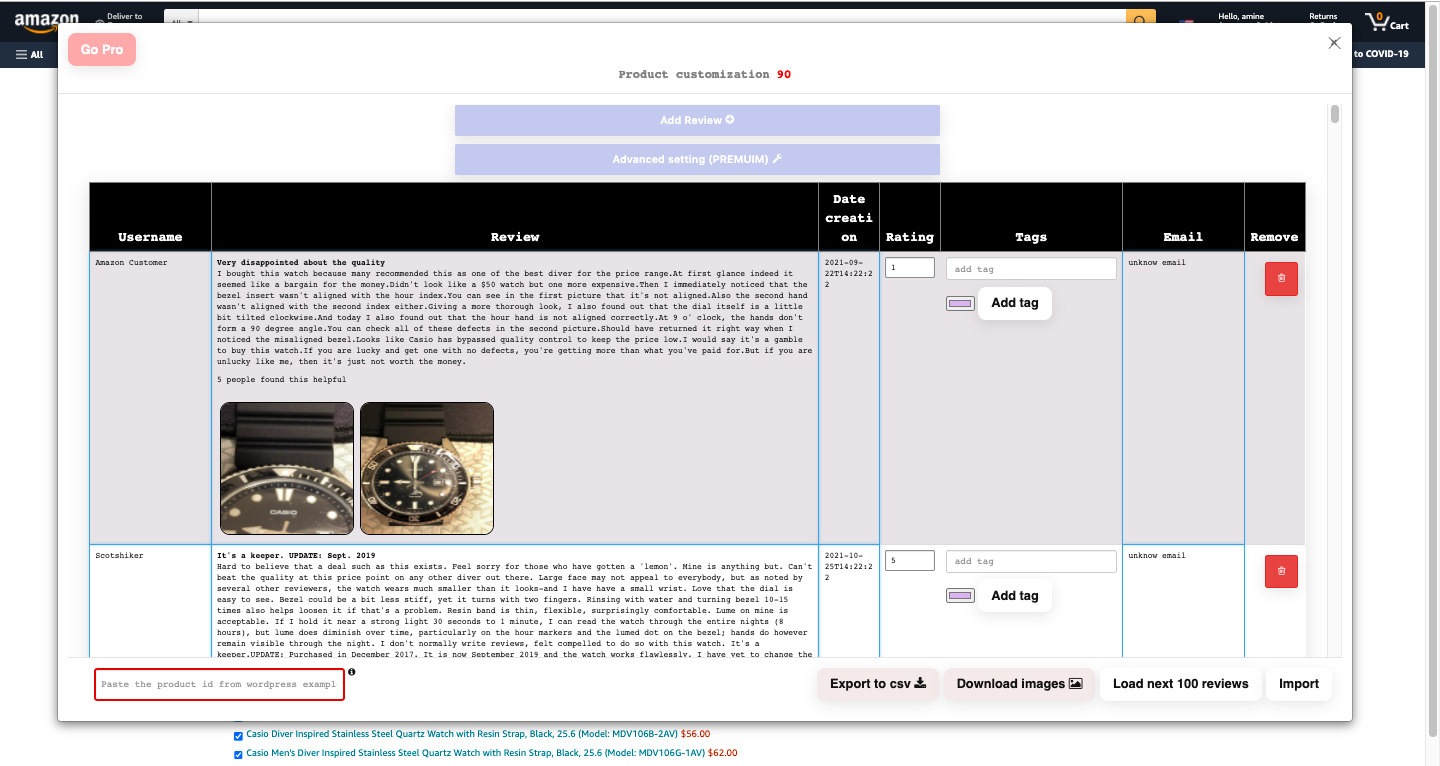 amazon
Deliver to
All
Hello, amine
Returns
0
Cart
All
to COVID-19
Go Pro
Product customization 90
Add Review
Advanced setting (PREMUIM)
Username
Review
Date
creati
on
Rating
Tags
Email
Remove
Amazon Customer
Very disappointed about the quality
I bought this watch because many recommended this as one of the best diver for the price range.At first glance indeed it
seemed like a bargain for the money.Didn't look like a $50 watch but one more expensive.Then I immediately noticed that the
bezel insert wasn't aligned with the hour index.You can see in the first picture that it's not aligned.Also the second hand
wasn't aligned with the second index either.Giving a more thorough look, I also found out that the dial itself is a little
bit tilted clockwise.And today I also found out that the hour hand is not aligned correctly.At 9 o' clock, the hands don't
form a 90 degree angle.You can check all of these defects in the second picture.Should have returned it right way when I
noticed the misaligned bezel.Looks like Casio has bypassed quality control to keep the price low.I would say it's a gamble
to buy this watch.If you are lucky and get one with no defects, you're getting more than what you've paid for.But if you are
unlucky like me, then it's just not worth the money.
5 people found this helpful
CASIO
2021-09-
22T14:22:2
2
1
add tag
Add tag
unknow email
Scotshiker
It's a keeper. UPDATE: Sept. 2019
Hard to believe that a deal such as this exists. Feel sorry for those who have gotten a 'lemon'. Mine is anything but. Can't
beat the quality at this price point on any other diver out there. Large face may not appeal to everybody, but as noted by
several other reviewers, the watch wears much smaller than it looks-and I have have a small wrist. Love that the dial is
easy to see. Bezel could be a bit less stiff, yet it turns with two fingers. Rinsing with water and turning bezel 10-15
times also helps loosen it if that's a problem. Resin band is thin, flexible, surprisingly comfortable. Lume on mine is
acceptable. If I hold it near a strong light 30 seconds to 1 minute, I can read the watch through the entire nights (8
hours), but lume does diminish over time, particularly on the hour markers and the lumed dot on the bezel; hands do however
remain visible through the night. I don't normally write reviews, felt compelled to do so with this watch. It's a
keeper.UPDATE: Purchased in December 2017. It is now September 2019 and the watch works flawlessly. I have yet to change the
2021-10-
25T14:22:2
2
5
add tag
Add tag
unknow email
Paste the product id from wordpress exampl
Export to csv
Download images
Load next 100 reviews
Import
Casio Diver Inspired Stainless Steel Quartz Watch with Resin Strap, Black, 25.6 (Model: MDV106B-2AV) $56.00
Casio Men's Diver Inspired Stainless Steel Quartz Watch with Resin Strap, Black, 25.6 (Model: MDV106G-1AV) $62.00